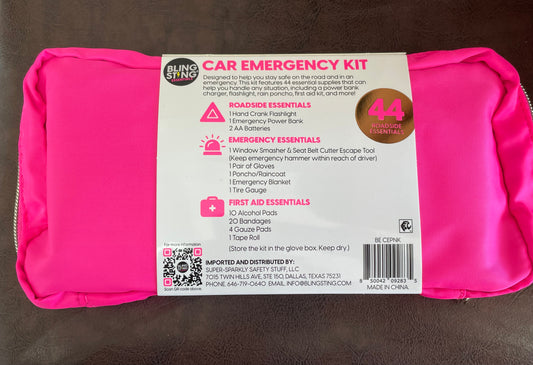 BLING
STING
ESSENTIALS
CAR EMERGENCY KIT
Designed to help you stay safe on the road and in an
emergency. This kit features 44 essential supplies that can
help you handle any situation, including a power bank
charger, flashlight, rain poncho, first aid kit, and more!
ROADSIDE ESSENTIALS
1 Hand Crank Flashlight
1 Emergency Power Bank
2 AA Batteries
44
ROADSIDE
ESSENTIALS
EMERGENCY ESSENTIALS
1 Window Smasher & Seat Belt Cutter Escape Tool
(Keep emergency hammer within reach of driver)
1 Pair of Gloves
1 Poncho/Raincoat
1 Emergency Blanket
1 Tire Gauge
FIRST AID ESSENTIALS
10 Alcohol Pads
20 Bandages
4 Gauze Pads
1 Tape Roll
(Store the kit in the glove box. Keep dry.)
For more information
Scan QR code above.
IMPORTED AND DISTRIBUTED BY:
SUPER-SPARKLY SAFETY STUFF, LLC
7015 TWIN HILLS AVE, STE 150, DALLAS, TEXAS 75231
PHONE. 646-719-0640 EMAIL. INFO@BLINGSTING.COM
BE CEPNK
8 50042 09283 5
MADE IN CHINA.